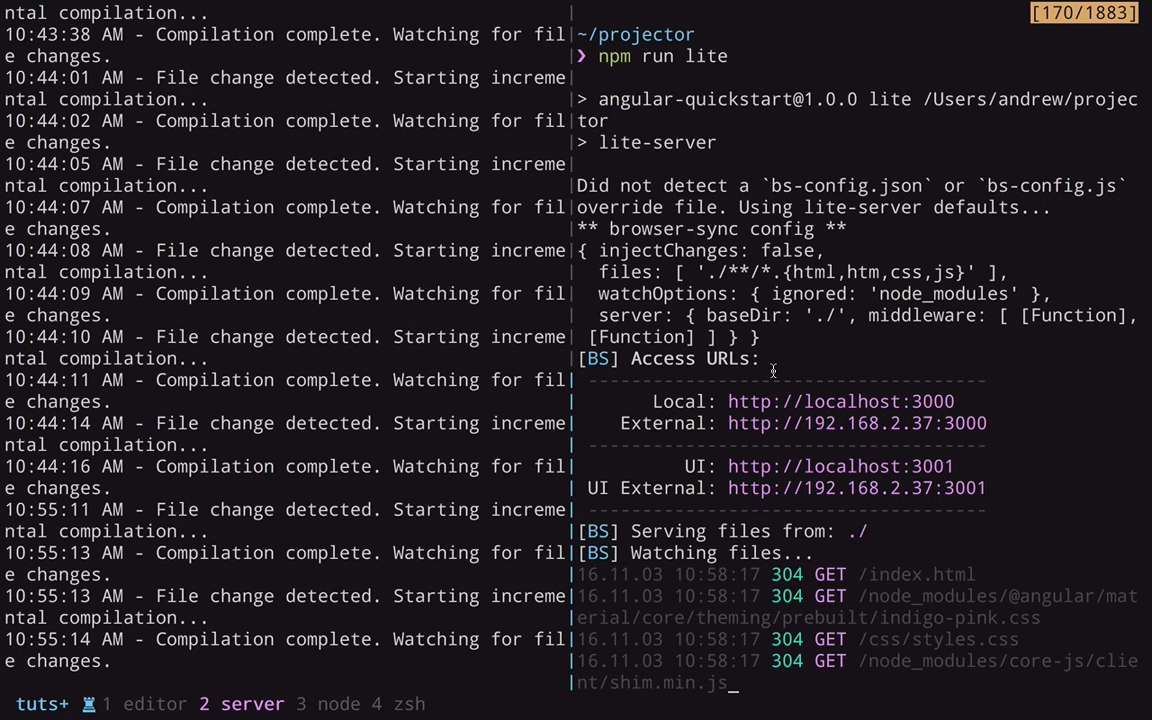 ntal compilation...
10:43:38 AM - Compilation complete. Watching for fil
e changes.
10:44:01 AM - File change detected. Starting increme
ntal compilation...
10:44:02 AM - Compilation complete. Watching for fil
e changes.
10:44:05 AM - File change detected. Starting increme
ntal compilation...
10:44:07 AM - Compilation complete. Watching for fil
e changes.
10:44:08 AM - File change detected. Starting increme
ntal compilation...
10:44:09 AM - Compilation complete. Watching for fil
e changes.
10:44:10 AM - File change detected. Starting increme
ntal compilation...
10:44:11 AM - Compilation complete. Watching for fil
e changes.
10:44:14 AM - File change detected. Starting increme
ntal compilation...
10:44:16 AM - Compilation complete. Watching for fil
e changes.
10:55:11 AM - File change detected. Starting increme
ntal compilation...
10:55:13 AM - Compilation complete. Watching for fil
e changes.
10:55:13 AM - File change detected. Starting increme
ntal compilation...
10:55:14 AM - Compilation complete. Watching for fil
e changes.
[170/1883]
~/projector
❯ npm run lite
> angular-quickstart@1.0.0 lite /Users/andrew/projec
tor
> lite-server
Did not detect a `bs-config.json` or `bs-config.js`
override file. Using lite-server defaults...
** browser-sync config **
{ injectChanges: false,
  files: [ './**/*.{html,htm,css,js}' ],
  watchOptions: { ignored: 'node_modules' },
  server: { baseDir: './', middleware: [ [Function],
 [Function] ] } }
[BS] Access URLs:
 -------------------------------------
       Local: http://localhost:3000
    External: http://192.168.2.37:3000
 -------------------------------------
          UI: http://localhost:3001
 UI External: http://192.168.2.37:3001
 -------------------------------------
[BS] Serving files from: ./
[BS] Watching files...
16.11.03 10:58:17 304 GET /index.html
16.11.03 10:58:17 304 GET /node_modules/@angular/mat
erial/core/theming/prebuilt/indigo-pink.css
16.11.03 10:58:17 304 GET /css/styles.css
16.11.03 10:58:17 304 GET /node_modules/core-js/clie
nt/shim.min.js_
tuts+ ♜ 1 editor 2 server 3 node 4 zsh